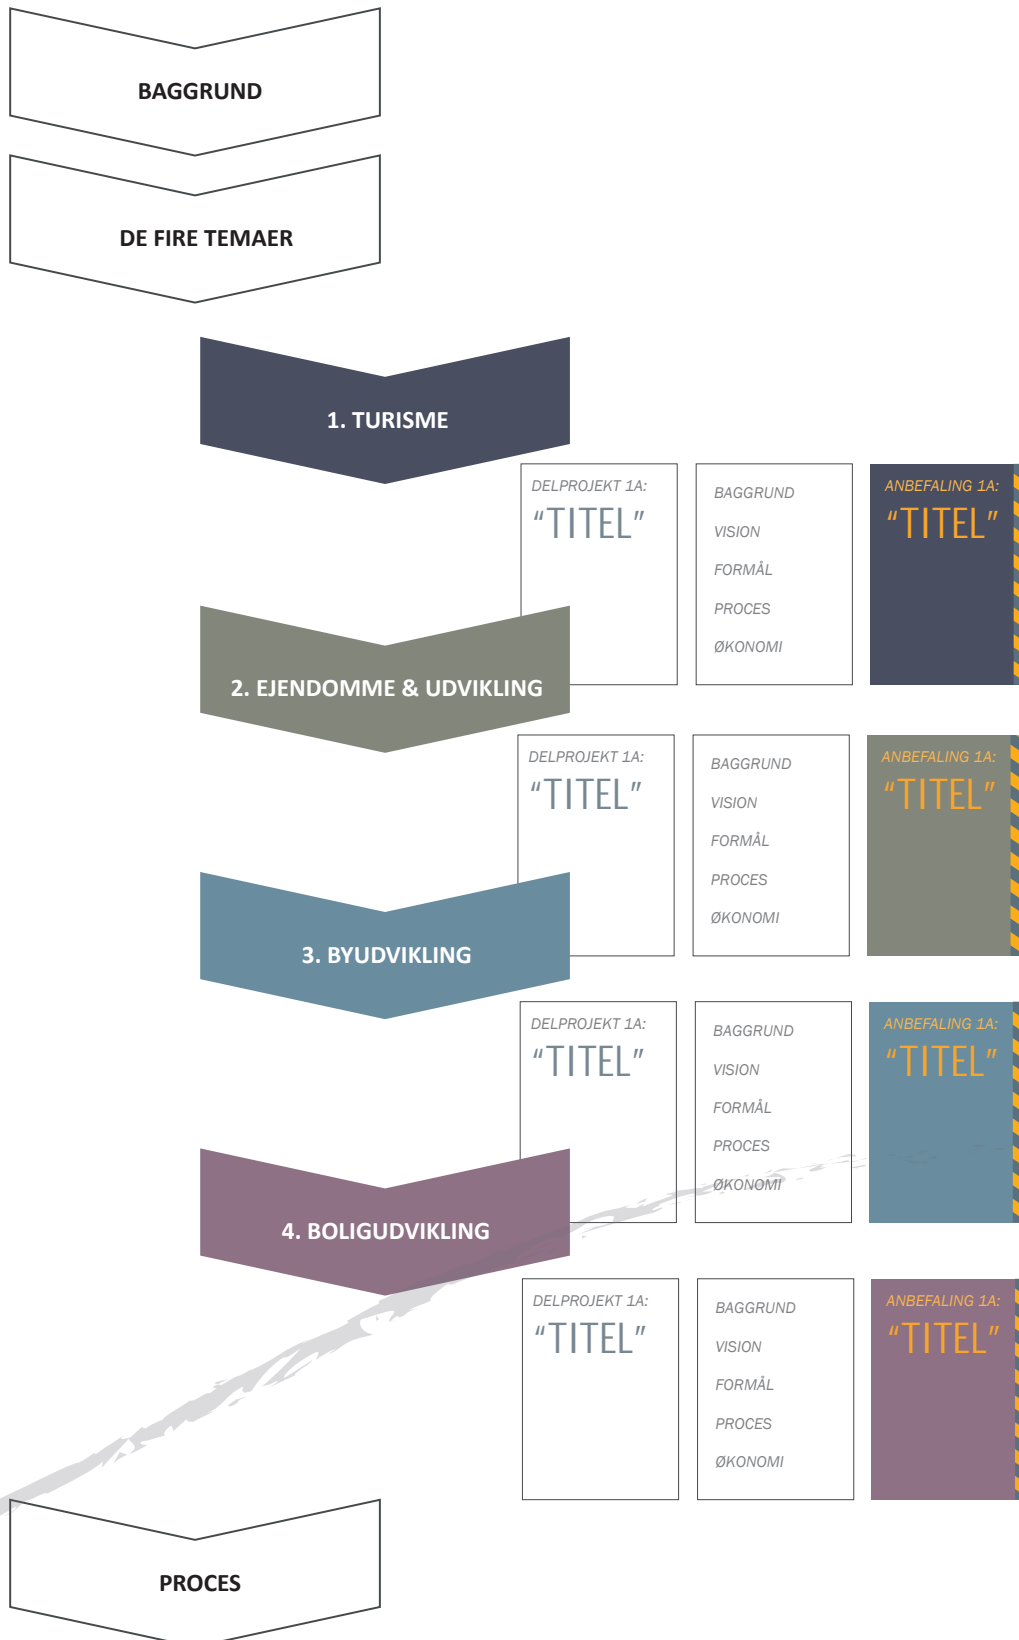 BAGGRUND
DE FIRE TEMAER
1. TURISME
DELPROJEKT 1A:
“TITEL”
BAGGRUND
VISION
FORMÅL
PROCES
ØKONOMI
ANBEFALING 1A:
“TITEL”
2. EJENDOMME & UDVIKLING
DELPROJEKT 1A:
“TITEL”
BAGGRUND
VISION
FORMÅL
PROCES
ØKONOMI
ANBEFALING 1A:
“TITEL”
3. BYUDVIKLING
DELPROJEKT 1A:
“TITEL”
BAGGRUND
VISION
FORMÅL
PROCES
ØKONOMI
ANBEFALING 1A:
“TITEL”
4. BOLIGUDVIKLING
DELPROJEKT 1A:
“TITEL”
BAGGRUND
VISION
FORMÅL
PROCES
ØKONOMI
ANBEFALING 1A:
“TITEL”
PROCES